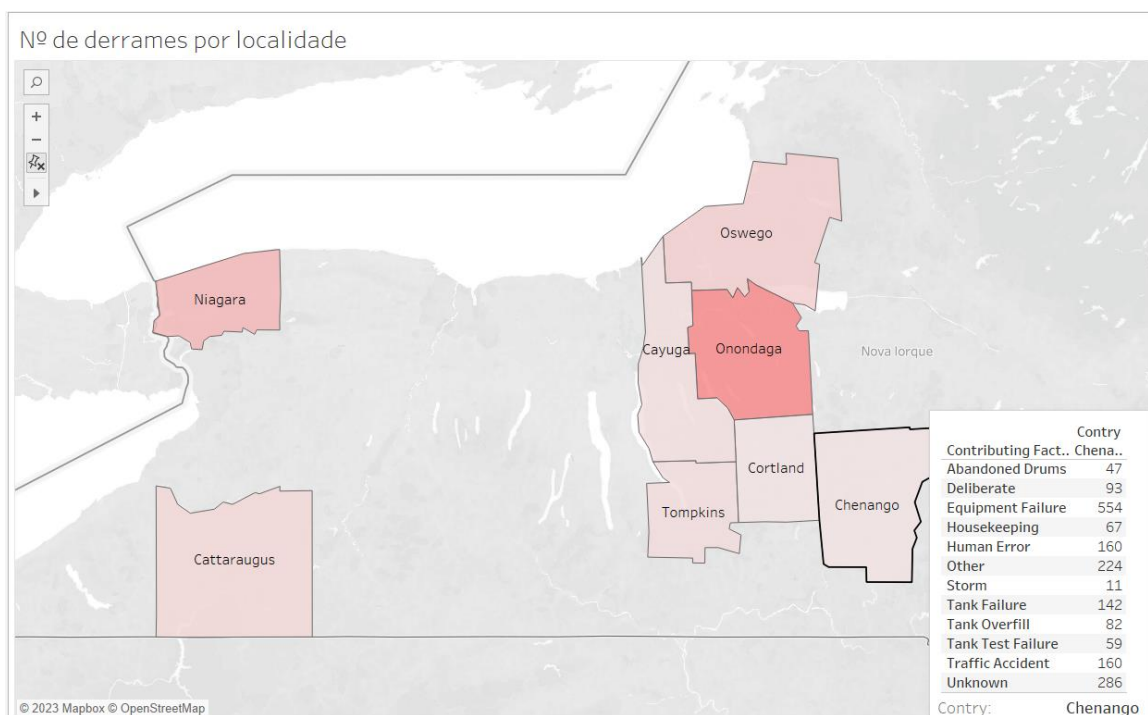 Nº de derrames por localidade
Oswego
Niagara
Cayuga
Onondaga
Nova Iorque
Cortland
Chenango
Tompkins
Cattaraugus
Contry
Contributing Fact.. Chena..
Abandoned Drums 47
Deliberate 93
Equipment Failure 554
Housekeeping 67
Human Error 160
Other 224
Storm 11
Tank Failure 142
Tank Overfill 82
Tank Test Failure 59
Traffic Accident 160
Unknown 286
Contry: Chenango
© 2023 Mapbox © OpenStreetMap